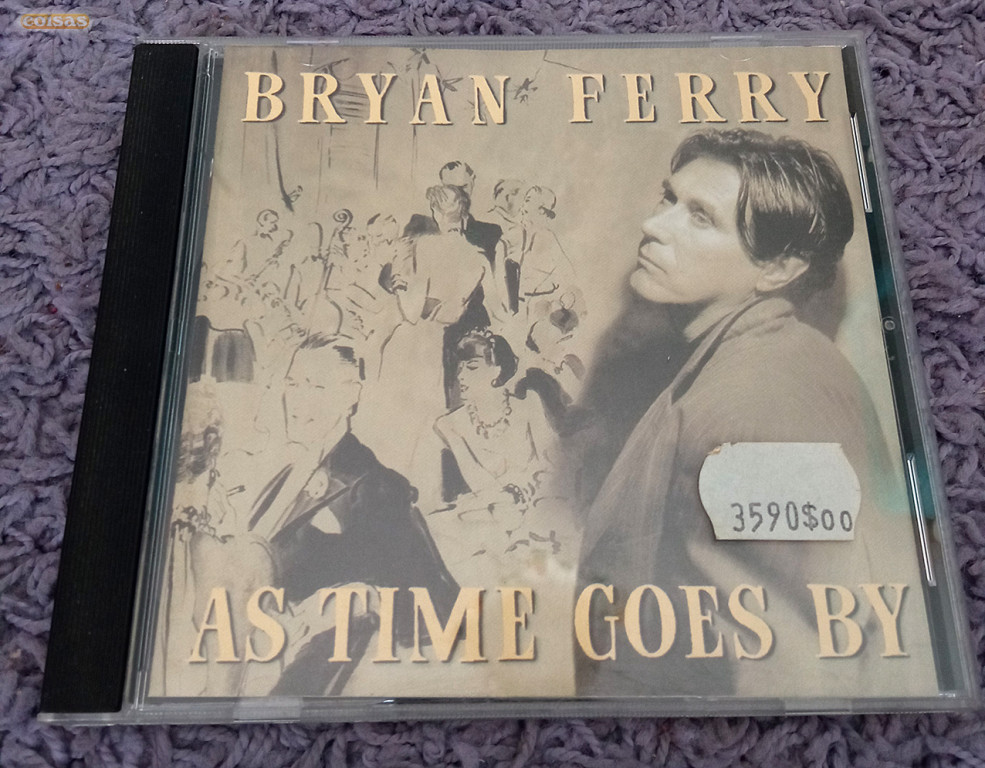 coisas
BRYAN FERRY
3590$00
AS TIME GOES BY